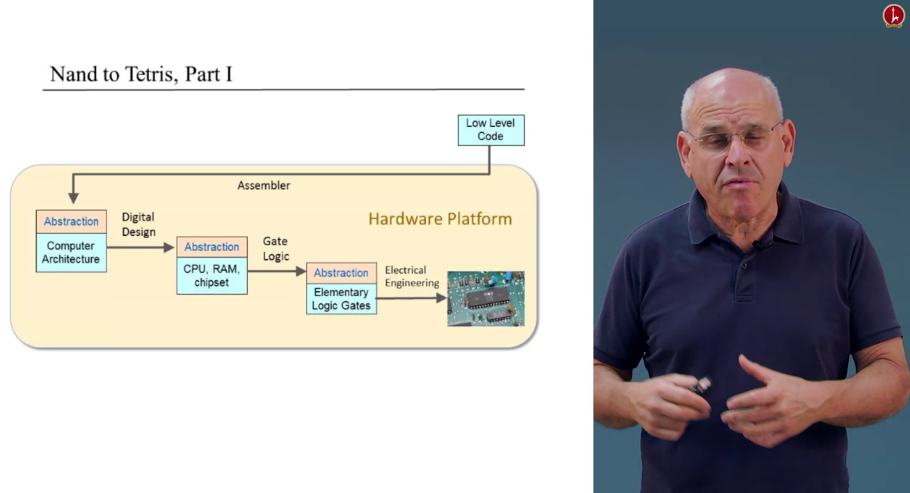 Nand to Tetris, Part I
Low Level
Code
Assembler
Hardware Platform
Abstraction
Computer
Architecture
Digital
Design
Abstraction
CPU, RAM,
chipset
Gate
Logic
Abstraction
Elementary
Logic Gates
Electrical
Engineering